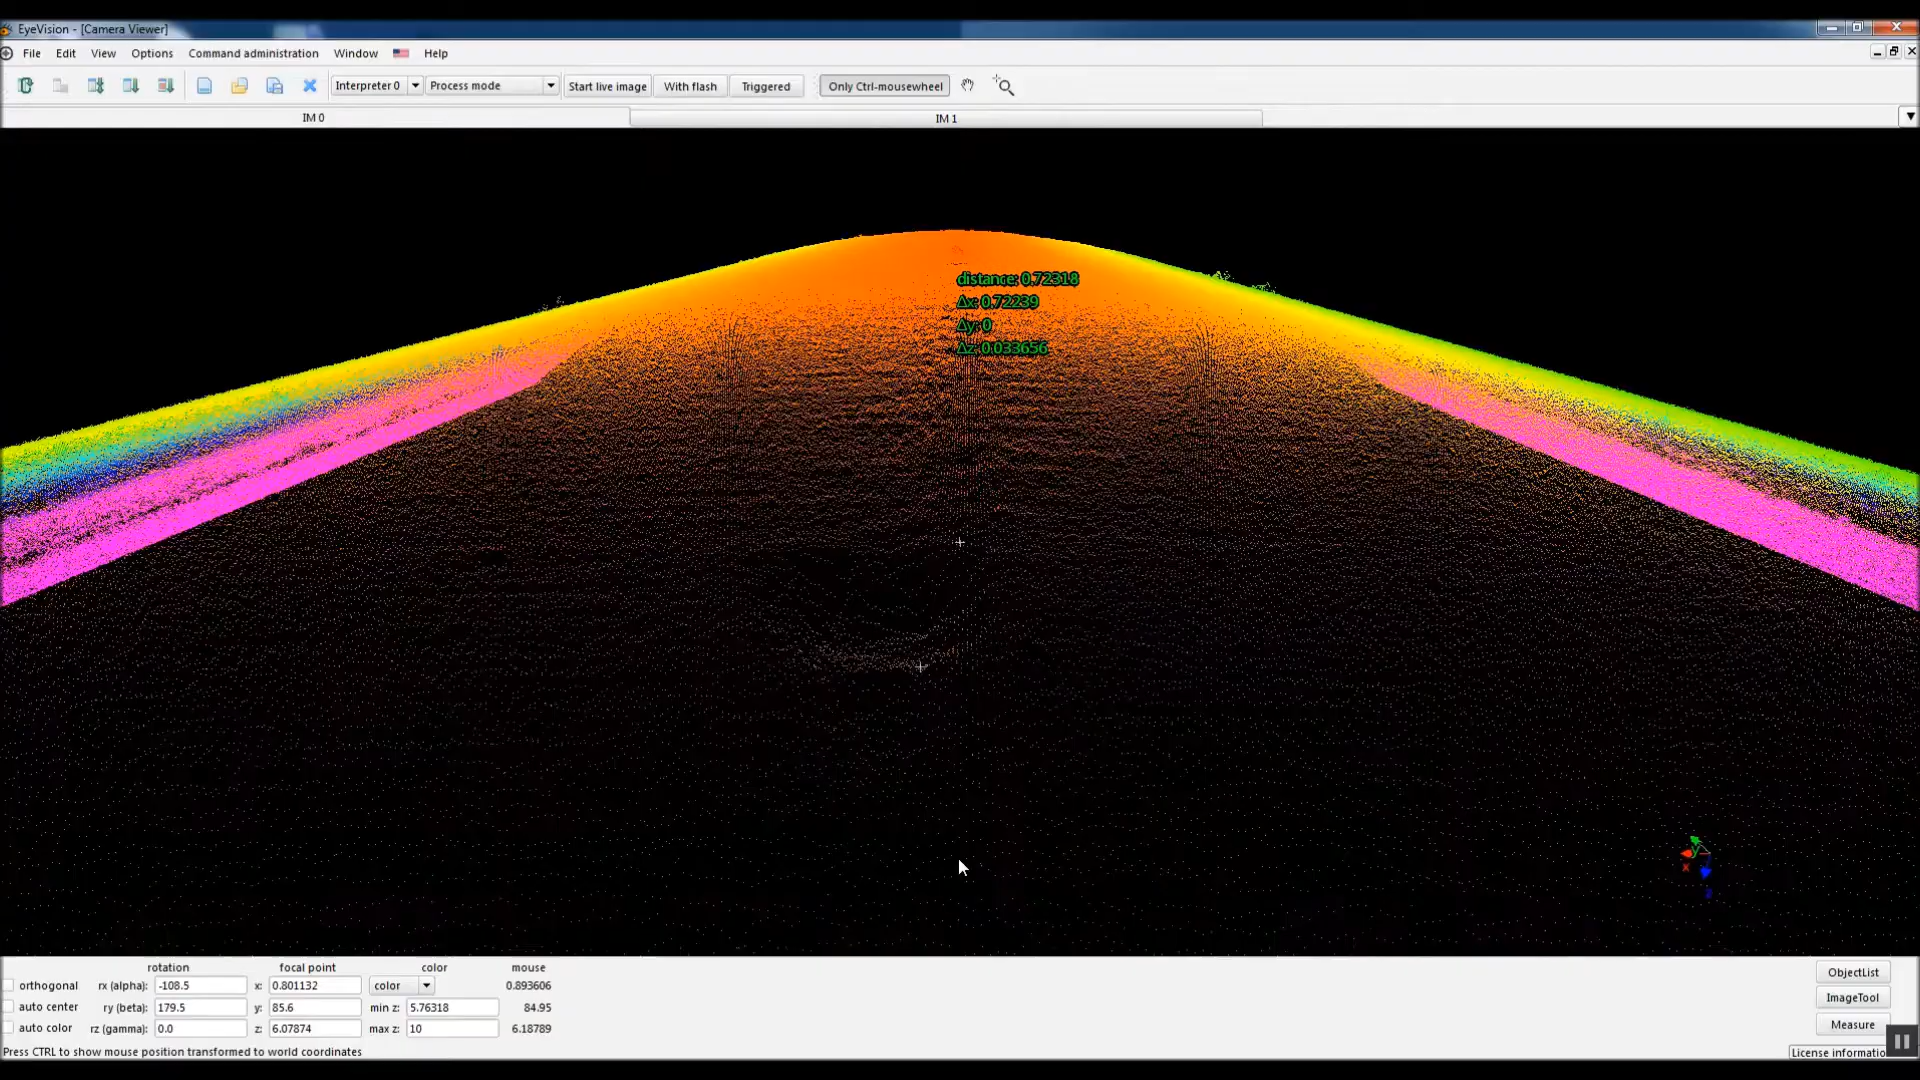 EyeVision - [Camera Viewer]
File Edit View Options Command administration Window Help
Interpreter 0 Process mode Start live image With flash Triggered Only Ctrl-mousewheel
IM 0 IM 1
distance: 0,72318
Δx: 0,72239
Δy: 0
Δz: 0.033656
y
x
rotation focal point color mouse
orthogonal rx (alpha): -108.5 x: 0.801132 color 0.893606
auto center ry (beta): 179.5 y: 85.6 min z: 5.76318 84.95
auto color rz (gamma): 0.0 z: 6.07874 max z: 10 6.18789
ObjectList
ImageTool
Measure
Press CTRL to show mouse position transformed to world coordinates
License informatio